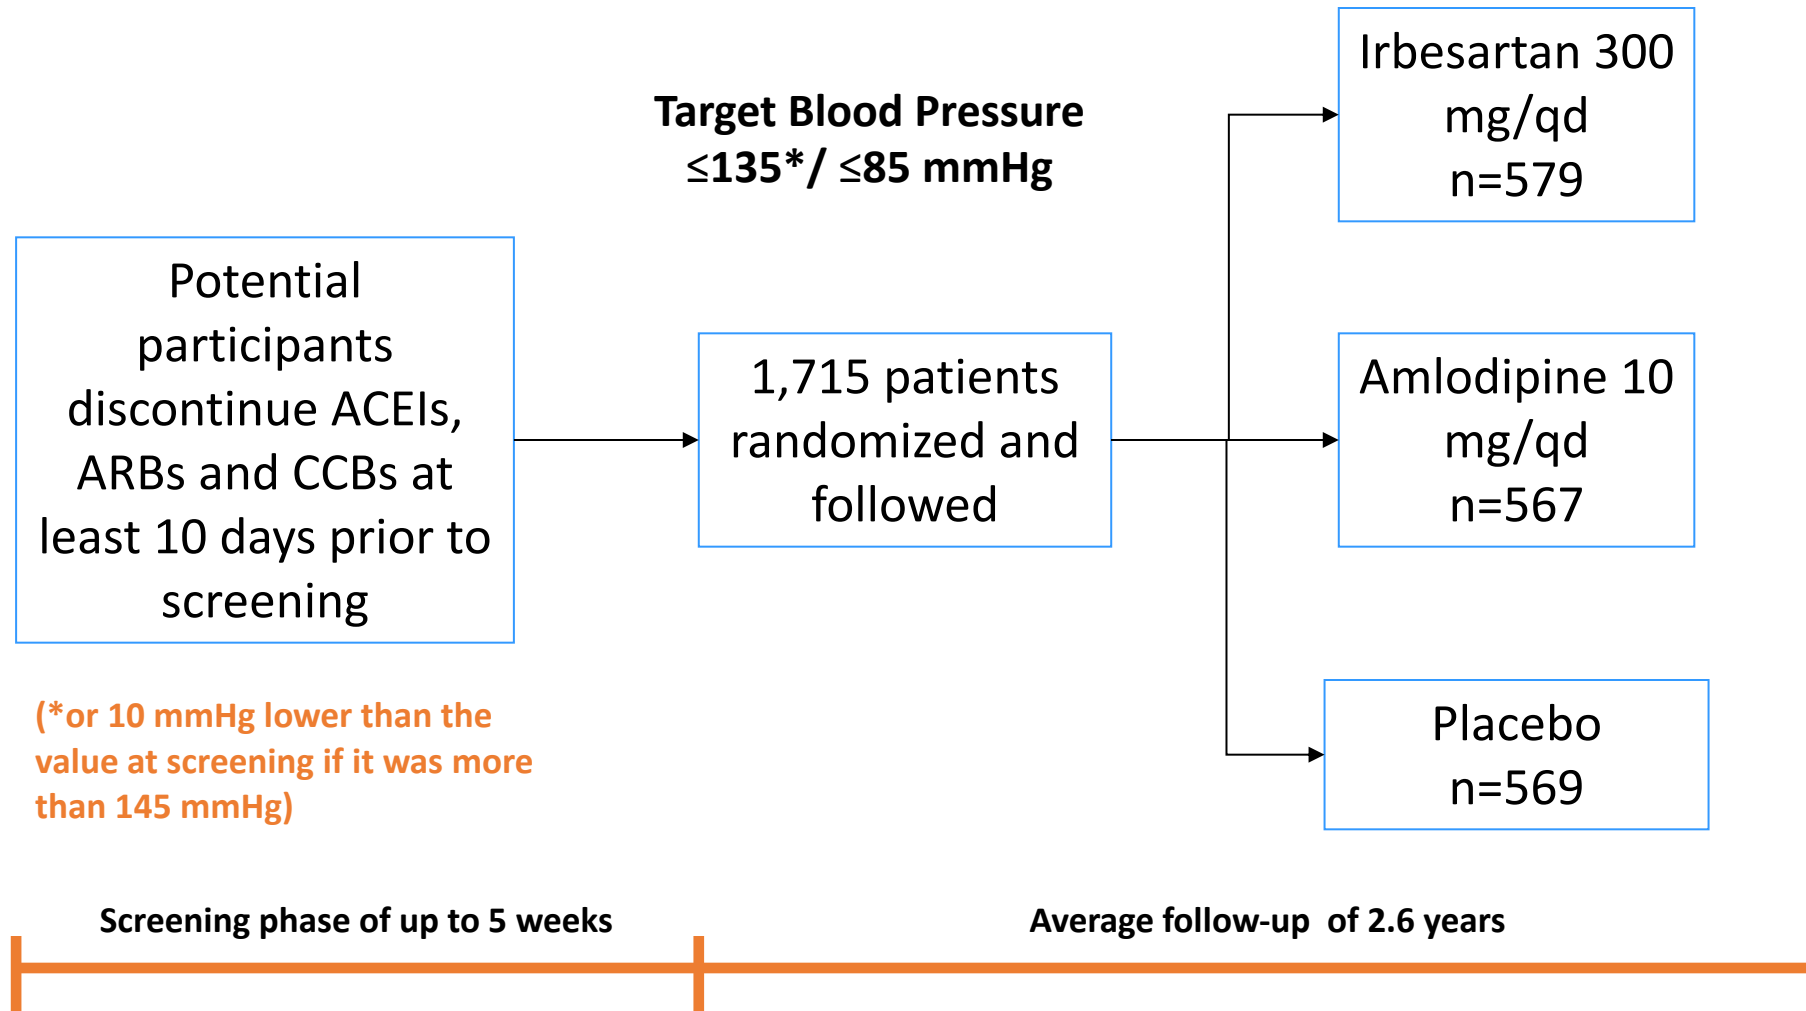 Target Blood Pressure
≤135*/ ≤85 mmHg
Potential
participants
discontinue ACEIs,
ARBs and CCBs at
least 10 days prior to
screening
1,715 patients
randomized and
followed
Irbesartan 300
mg/qd
n=579
Amlodipine 10
mg/qd
n=567
Placebo
n=569
(*or 10 mmHg lower than the
value at screening if it was more
than 145 mmHg)
Screening phase of up to 5 weeks
Average follow-up  of 2.6 years